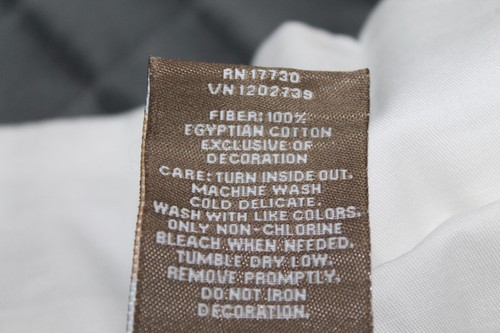 RN 17730
VN 1202739
FIBER: 100%
EGYPTIAN COTTON
EXCLUSIVE OF
DECORATION
CARE: TURN INSIDE OUT.
MACHINE WASH
COLD DELICATE.
WASH WITH LIKE COLORS.
ONLY NON-CHLORINE
BLEACH WHEN NEEDED.
TUMBLE DRY LOW.
REMOVE PROMPTLY.
DO NOT IRON
DECORATION.